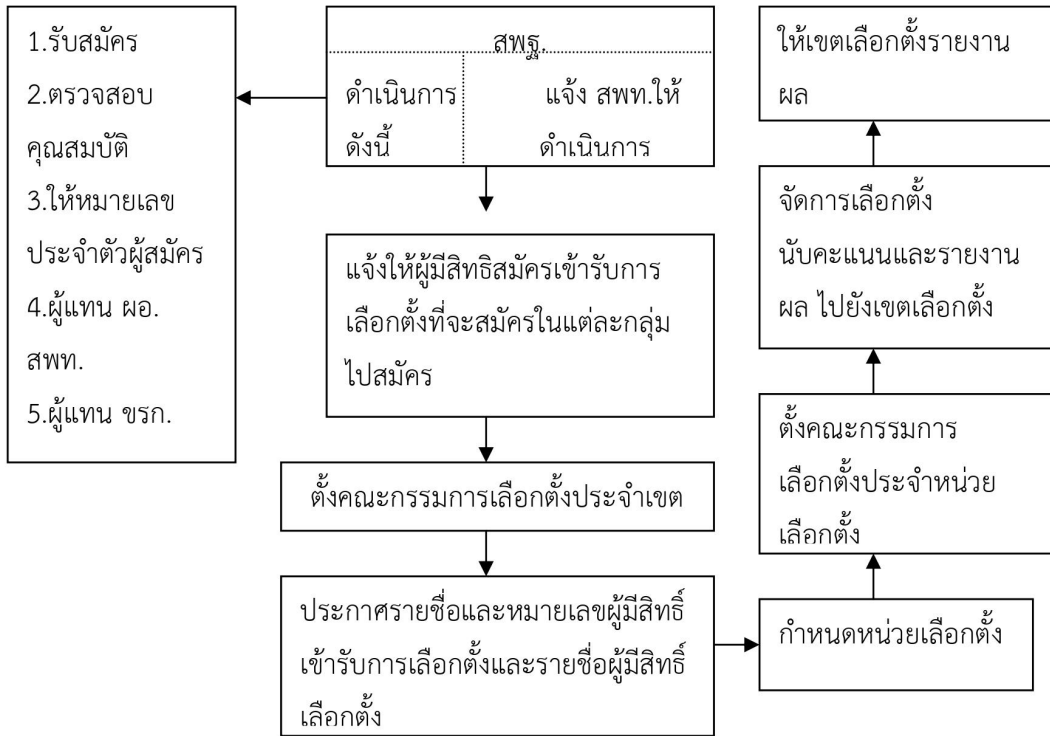 1.รับสมัคร
2.ตรวจสอบ
คุณสมบัติ
3.ให้หมายเลข
ประจำตัวผู้สมัคร
4.ผู้แทน ผอ.
สพท.
5.ผู้แทน ขรก.
สพฐ.
ดำเนินการ
ดังนี้
แจ้ง สพท.ให้
ดำเนินการ
แจ้งให้ผู้มีสิทธิสมัครเข้ารับการ
เลือกตั้งที่จะสมัครในแต่ละกลุ่ม
ไปสมัคร
ตั้งคณะกรรมการเลือกตั้งประจำเขต
ประกาศรายชื่อและหมายเลขผู้มีสิทธิ์
เข้ารับการเลือกตั้งและรายชื่อผู้มีสิทธิ์
เลือกตั้ง
กำหนดหน่วยเลือกตั้ง
ตั้งคณะกรรมการ
เลือกตั้งประจำหน่วย
เลือกตั้ง
จัดการเลือกตั้ง
นับคะแนนและรายงาน
ผล ไปยังเขตเลือกตั้ง
ให้เขตเลือกตั้งรายงาน
ผล